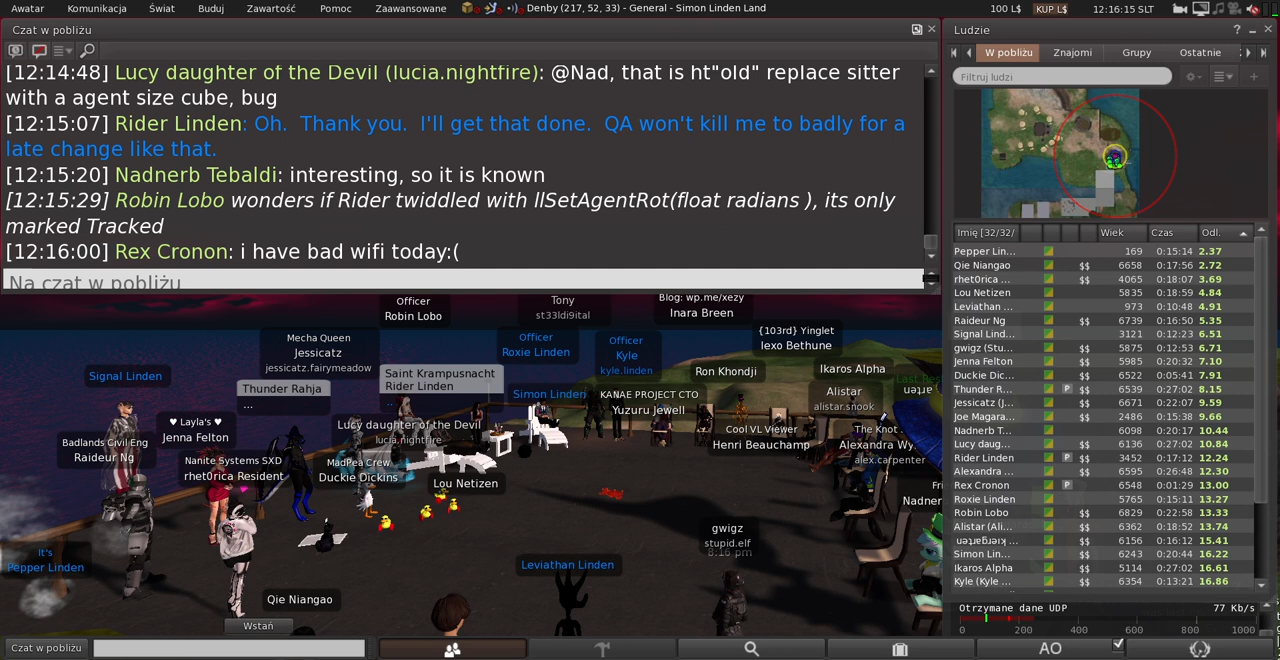 Awatar Komunikacja Świat Buduj Zawartość Pomoc Zaawansowane Denby (217, 52, 33) - General - Simon Linden Land 100 L$ KUP L$ 12:16:15 SLT
Czat w pobliżu
[12:14:48] Lucy daughter of the Devil (lucia.nightfire): @Nad, that is ht"old" replace sitter
with a agent size cube, bug
[12:15:07] Rider Linden: Oh. Thank you. I'll get that done. QA won't kill me to badly for a
late change like that.
[12:15:20] Nadnerb Tebaldi: interesting, so it is known
[12:15:29] Robin Lobo wonders if Rider twiddled with llSetAgentRot(float radians ), its only
marked Tracked
[12:16:00] Rex Cronon: i have bad wifi today:(
Na czat w pobliżu
Officer
Robin Lobo
Tony
st33ldi9ital
Blog: wp.me/xezy
Inara Breen
Mecha Queen
Jessicatz
jessicatz.fairymeadow
Officer
Roxie Linden
Officer
Kyle
kyle.linden
{103rd} Yinglet
Iexo Bethune
Signal Linden
Thunder Rahja
...
Saint Krampusnacht
Rider Linden
..
Simon Linden
Ron Khondji
Ikaros Alpha
KANAE PROJECT CTO
Yuzuru Jewell
Alistar
alistar.snook
♥ Layla's ♥
Jenna Felton
Lucy daughter of the Devil
lucia.nightfire
Cool VL Viewer
Henri Beauchamp
The Knot
Alexandra Wy
alex.carpenter
Badlands Civil Eng
Raideur Ng
Nanite Systems SXD
rhet0rica Resident
MadPea Crew
Duckie Dickins
Lou Netizen
Nadner
gwigz
stupid.elf
8:16 pm
It's
Pepper Linden
Leviathan Linden
Qie Niangao
Wstań
Czat w pobliżu
Ludzie
W pobliżu Znajomi Grupy Ostatnie
Filtruj ludzi
Imię [32/32/ Wiek Czas Odl.
Pepper Lin... 169 0:15:14 2.37
Qie Niangao $$ 6658 0:17:56 2.72
rhet0rica ... $$ 4065 0:18:07 3.69
Lou Netizen 5835 0:18:59 4.84
Leviathan ... 973 0:10:48 4.91
Raideur Ng $$ 6739 0:16:50 5.35
Signal Lind... 3121 0:12:23 6.51
gwigz (Stu... $$ 5875 0:12:53 6.71
Jenna Felton $$ 5985 0:20:32 7.10
Duckie Dic... $$ 6522 0:05:41 7.91
Thunder R... P $$ 6539 0:27:02 8.15
Jessicatz (J... $$ 6671 0:22:07 9.59
Joe Magara... $$ 2486 0:15:38 9.66
Nadnerb T... 6098 0:20:17 10.44
Lucy daug... $$ 6136 0:27:02 10.84
Rider Linden P $$ 3452 0:17:12 12.24
Alexandra ... $$ 6595 0:26:48 12.30
Rex Cronon P 6548 0:01:29 13.00
Roxie Linden 5765 0:15:11 13.27
Robin Lobo $$ 6829 0:22:58 13.33
Alistar (Ali... $$ 6362 0:18:52 13.74
$$ 6156 0:16:12 15.41
Simon Lin... $$ 6243 0:20:44 16.22
Ikaros Alpha $$ 5114 0:27:02 16.61
Kyle (Kyle ... $$ 6354 0:13:21 16.86
Otrzymane dane UDP 77 Kb/s
0 200 400 600 800 1000
AO